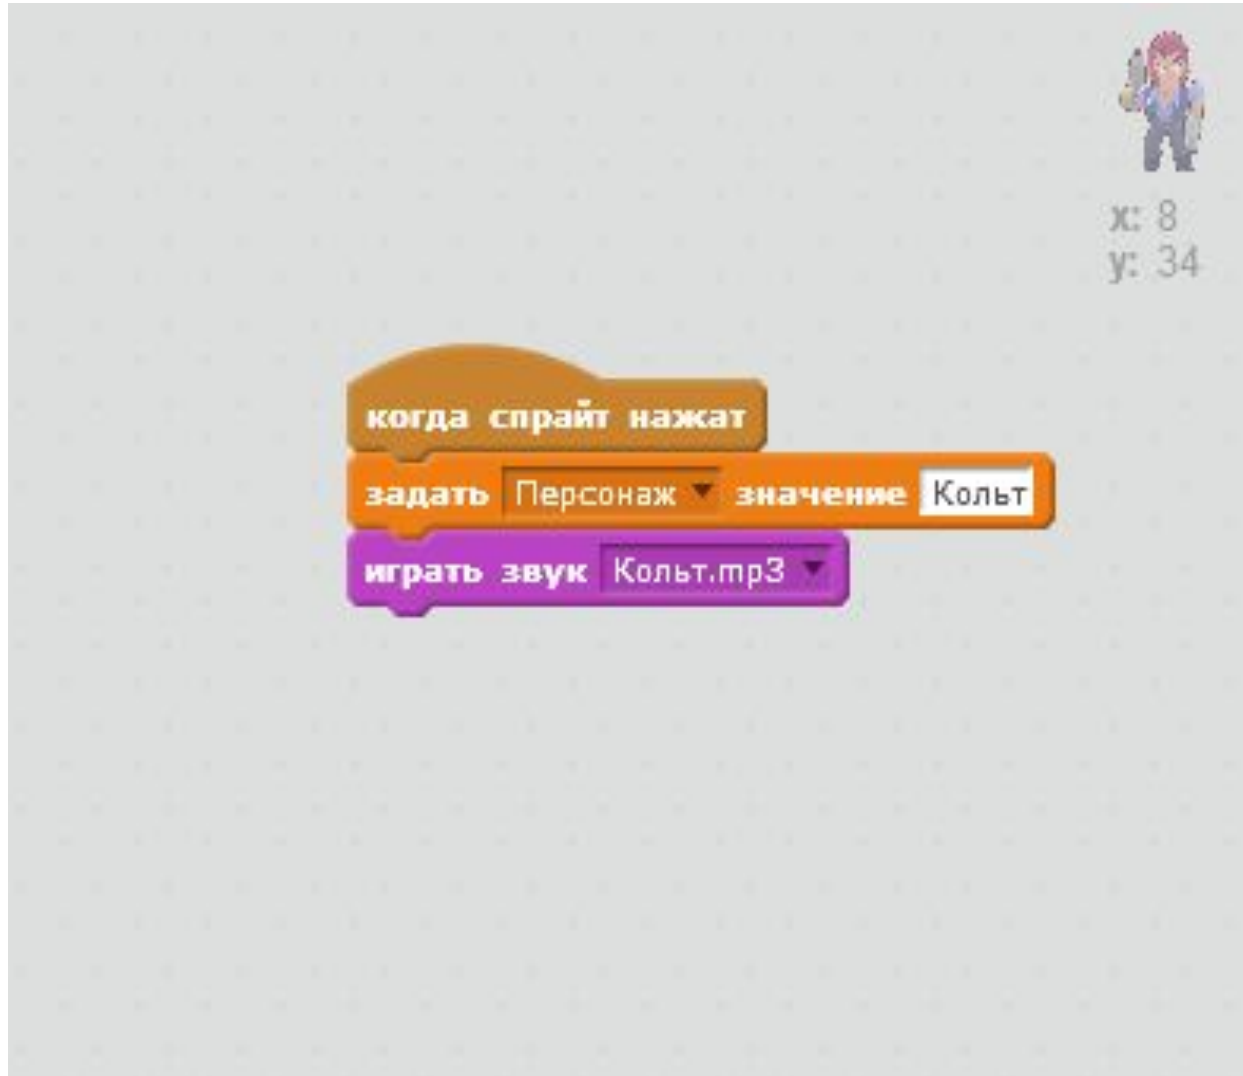 x: 8
y: 34
когда спрайт нажат
задать Персонаж значение Кольт
играть звук Кольт.mp3